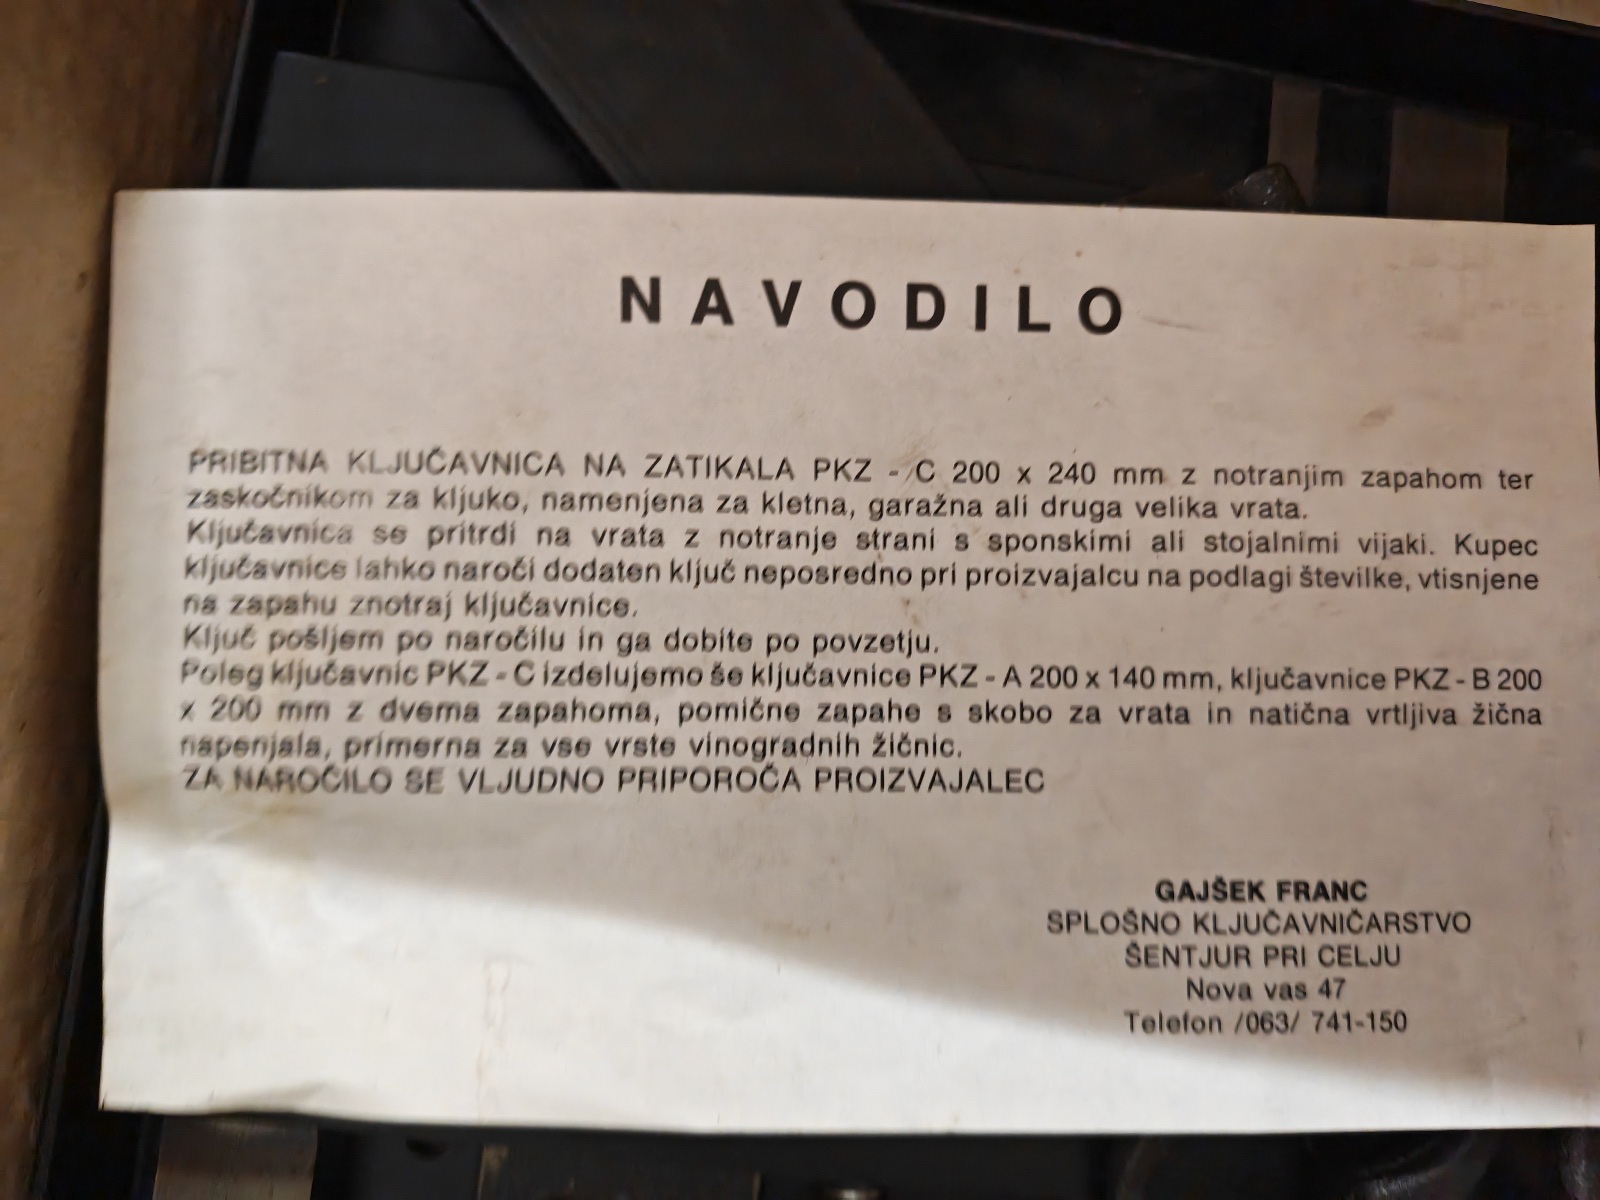 NAVODILO
PRIBITNA KLJUČAVNICA NA ZATIKALA PKZ - C 200 x 240 mm z notranjim zapahom ter
zaskočnikom za kljuko, namenjena za kletna, garažna ali druga velika vrata.
Ključavnica se pritrdi na vrata z notranje strani s sponskimi ali stojalnimi vijaki. Kupec
ključavnice lahko naroči dodaten ključ neposredno pri proizvajalcu na podlagi številke, vtisnjene
na zapahu znotraj ključavnice.
Ključ pošljem po naročilu in ga dobite po povzetju.
Poleg ključavnic PKZ - C izdelujemo še ključavnice PKZ - A 200 x 140 mm, ključavnice PKZ - B 200
x 200 mm z dvema zapahoma, pomične zapahe s skobo za vrata in natična vrtljiva žična
napenjala, primerna za vse vrste vinogradnih žičnic.
ZA NAROČILO SE VLJUDNO PRIPOROČA PROIZVAJALEC
GAJŠEK FRANC
SPLOŠNO KLJUČAVNIČARSTVO
ŠENTJUR PRI CELJU
Nova vas 47
Telefon /063/ 741-150